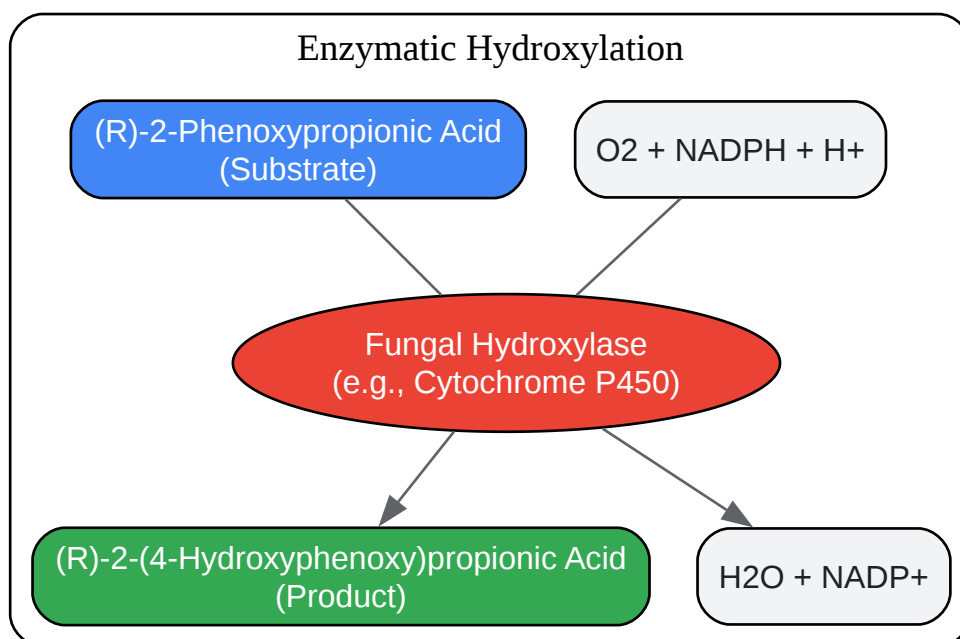 Enzymatic Hydroxylation
(R)-2-Phenoxypropionic Acid
(Substrate)
O2 + NADPH + H+
Fungal Hydroxylase
(e.g., Cytochrome P450)
(R)-2-(4-Hydroxyphenoxy)propionic Acid
(Product)
H2O + NADP+